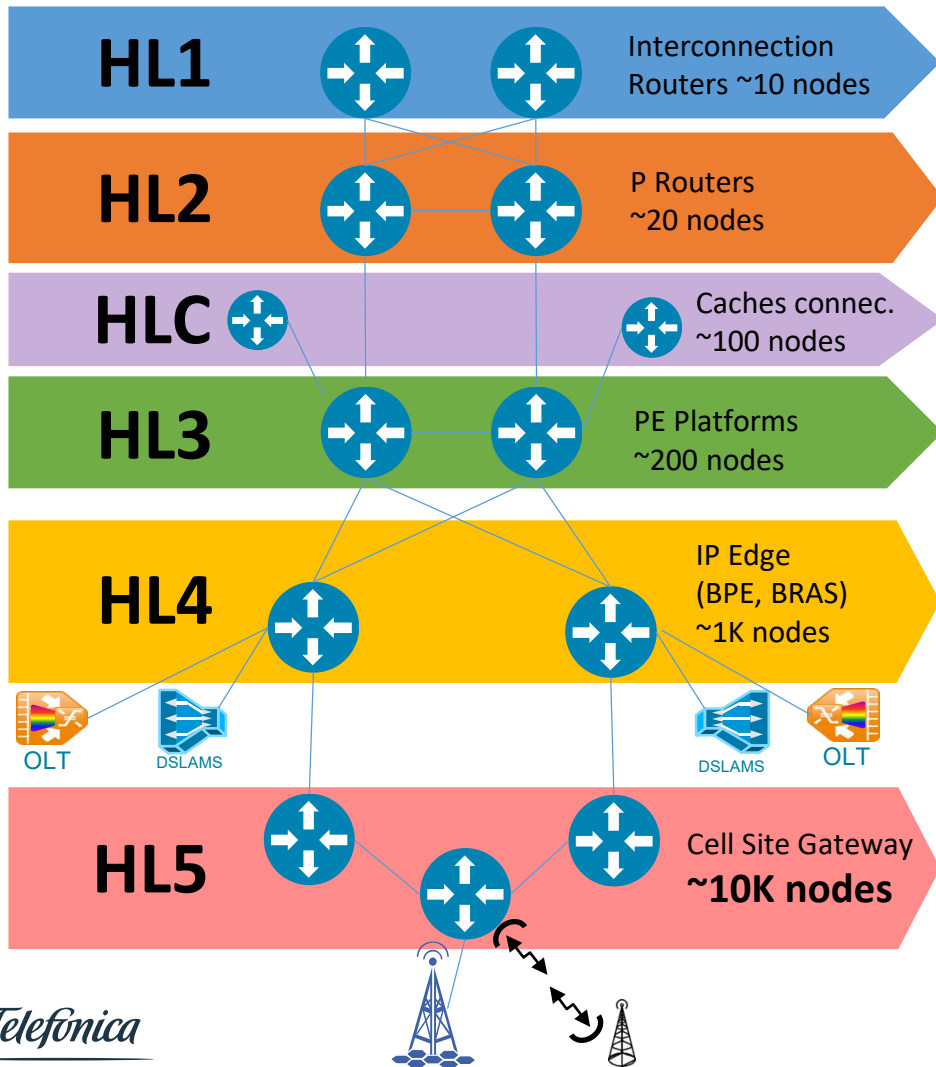 HL1
Interconnection
Routers ~10 nodes
HL2
P Routers
~20 nodes
HLC
Caches connec.
~100 nodes
HL3
PE Platforms
~200 nodes
HL4
IP Edge
(BPE, BRAS)
~1K nodes
OLT
DSLAMS
DSLAMS
OLT
HL5
Cell Site Gateway
~10K nodes
Telefónica